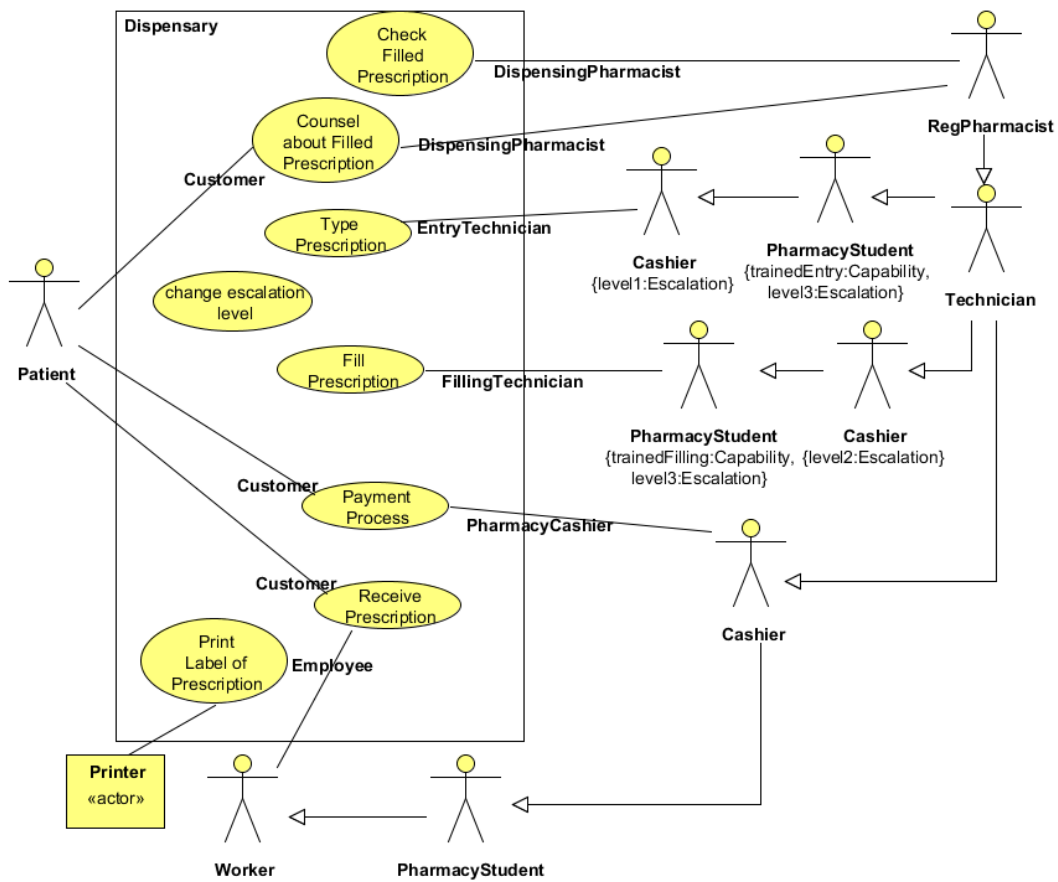 Dispensary
Check
Filled
Prescription
DispensingPharmacist
RegPharmacist
Counsel
about Filled
Prescription
DispensingPharmacist
Customer
Type
Prescription
EntryTechnician
Cashier
{level1:Escalation}
PharmacyStudent
{trainedEntry:Capability,
level3:Escalation}
Technician
change escalation
level
Patient
Fill
Prescription
FillingTechnician
PharmacyStudent
{trainedFilling:Capability,
level3:Escalation}
Cashier
{level2:Escalation}
Customer
Payment
Process
PharmacyCashier
Cashier
Customer
Receive
Prescription
Print
Label of
Prescription
Employee
Printer
«actor»
Worker
PharmacyStudent